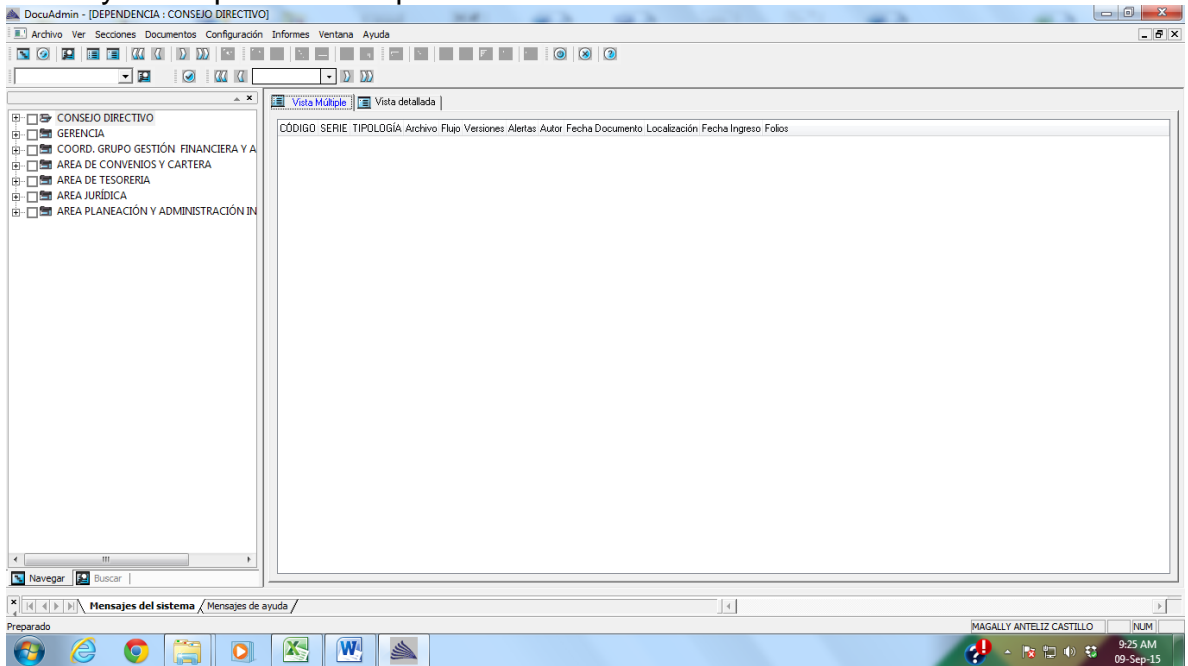 DocuAdmin - [DEPENDENCIA : CONSEJO DIRECTIVO]
Archivo Ver Secciones Documentos Configuración Informes Ventana Ayuda
Vista Múltiple Vista detallada
CÓDIGO SERIE TIPOLOGÍA Archivo Flujo Versiones Alertas Autor Fecha Documento Localización Fecha Ingreso Folios
CONSEJO DIRECTIVO
GERENCIA
COORD. GRUPO GESTIÓN FINANCIERA Y A
AREA DE CONVENIOS Y CARTERA
AREA DE TESORERIA
AREA JURÍDICA
AREA PLANEACIÓN Y ADMINISTRACIÓN IN
Navegar Buscar
Mensajes del sistema Mensajes de ayuda
Preparado MAGALLY ANTELIZ CASTILLO NUM
9:25 AM
09-Sep-15